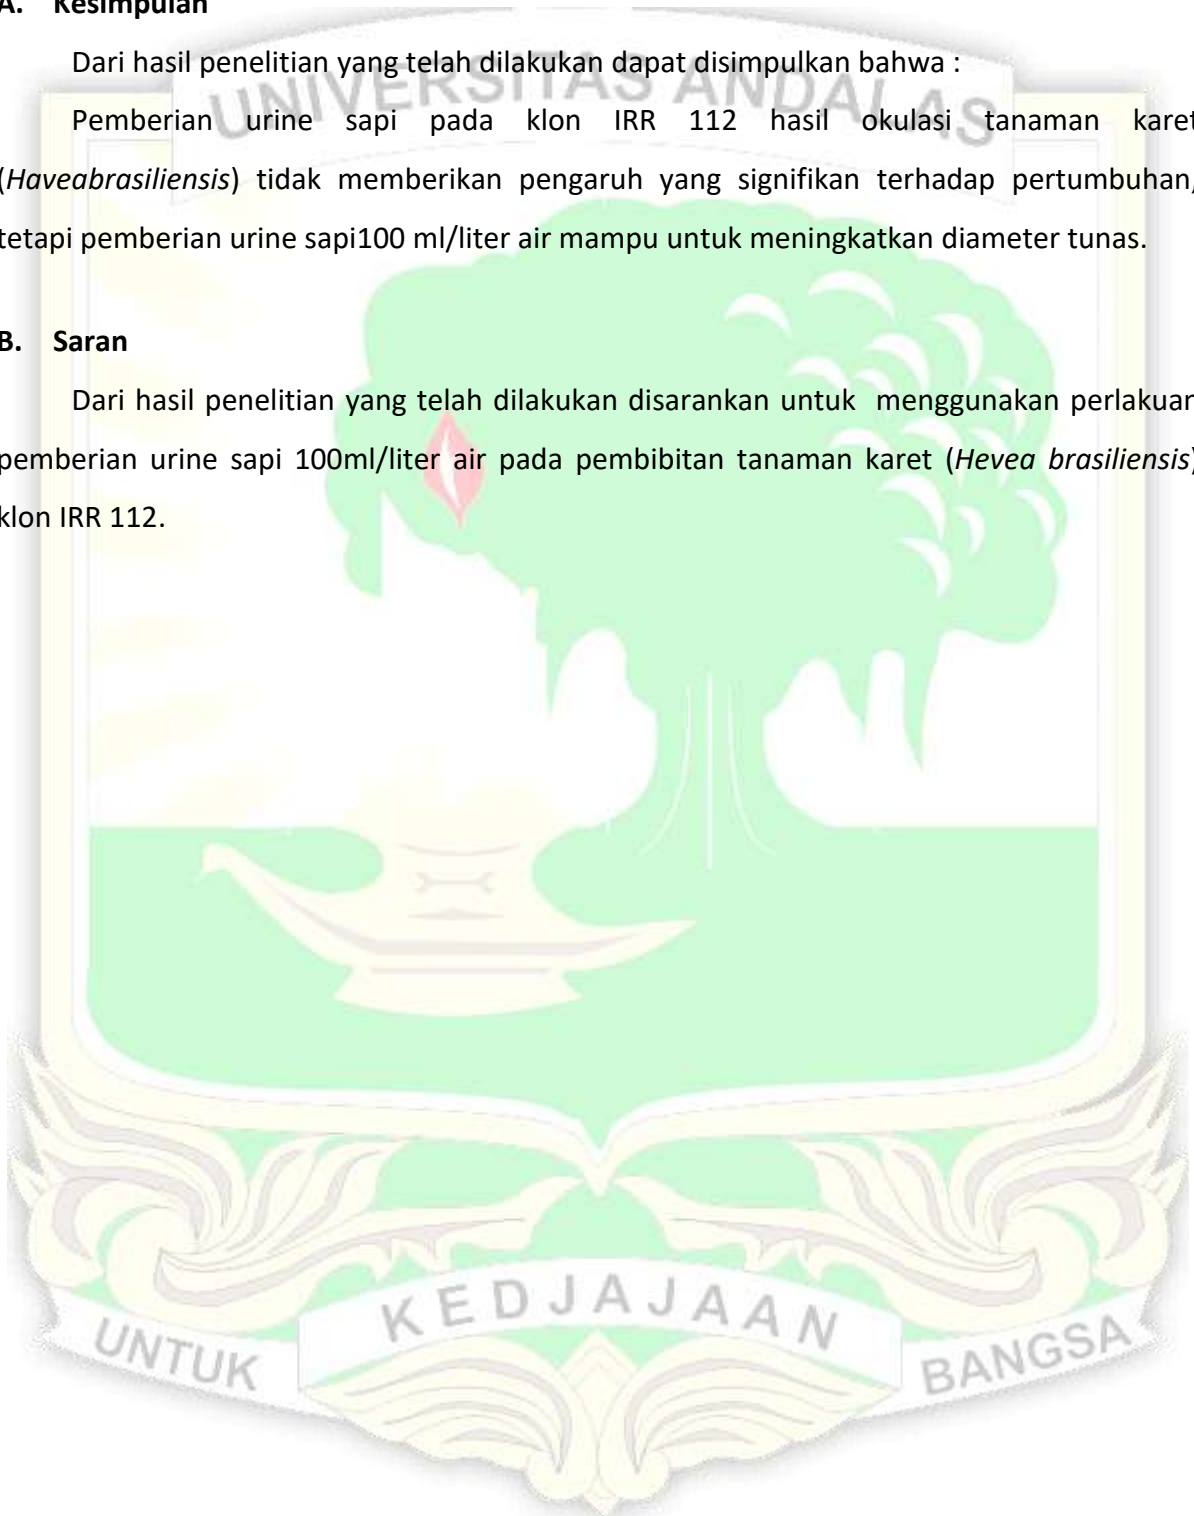 A. Kesimpulan
Dari hasil penelitian yang telah dilakukan dapat disimpulkan bahwa :
Pemberian urine sapi pada klon IRR 112 hasil okulasi tanaman karet
(Haveabrasiliensis) tidak memberikan pengaruh yang signifikan terhadap pertumbuhan,
tetapi pemberian urine sapi100 ml/liter air mampu untuk meningkatkan diameter tunas.
B. Saran
Dari hasil penelitian yang telah dilakukan disarankan untuk menggunakan perlakuan
pemberian urine sapi 100ml/liter air pada pembibitan tanaman karet (Hevea brasiliensis)
klon IRR 112.
UNIVERSITAS ANDALAS
UNTUK KEDJAJAAN BANGSA